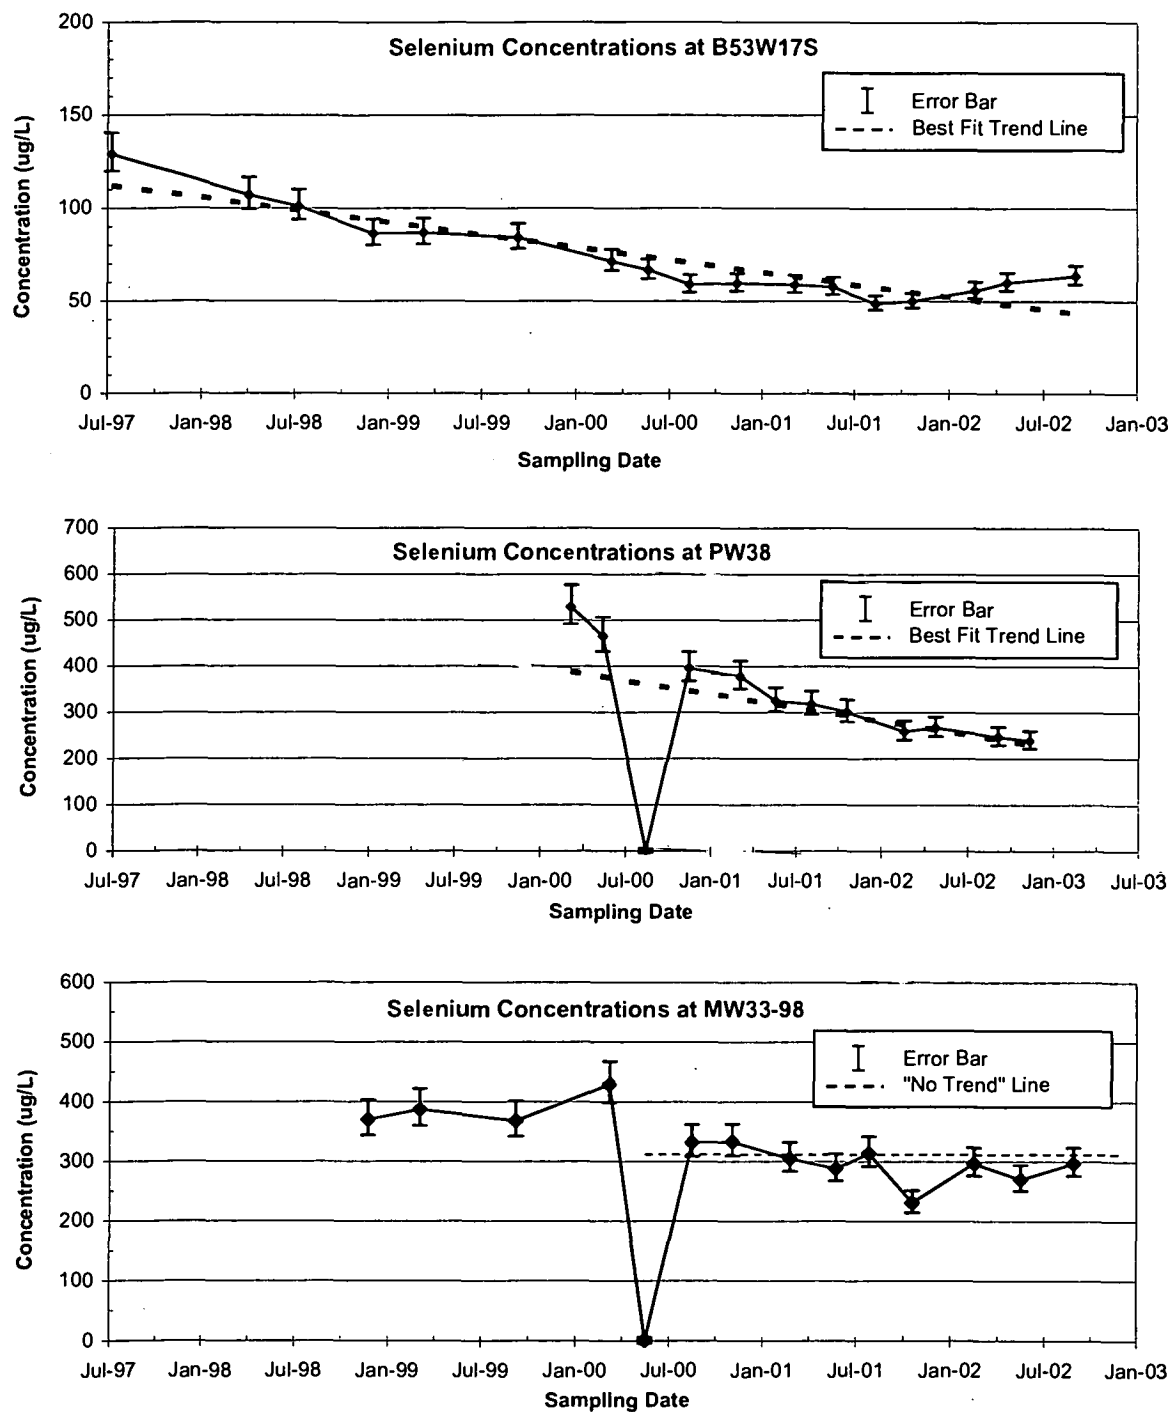 Selenium Concentrations at B53W17S
Error Bar
Best Fit Trend Line
Concentration (ug/L)
200
150
100
50
0
Jul-97 Jan-98 Jul-98 Jan-99 Jul-99 Jan-00 Jul-00 Jan-01 Jul-01 Jan-02 Jul-02 Jan-03
Sampling Date
Selenium Concentrations at PW38
Error Bar
Best Fit Trend Line
Concentration (ug/L)
700
600
500
400
300
200
100
0
Jul-97 Jan-98 Jul-98 Jan-99 Jul-99 Jan-00 Jul-00 Jan-01 Jul-01 Jan-02 Jul-02 Jan-03 Jul-03
Sampling Date
Selenium Concentrations at MW33-98
Error Bar
"No Trend" Line
Concentration (ug/L)
600
500
400
300
200
100
0
Jul-97 Jan-98 Jul-98 Jan-99 Jul-99 Jan-00 Jul-00 Jan-01 Jul-01 Jan-02 Jul-02 Jan-03
Sampling Date